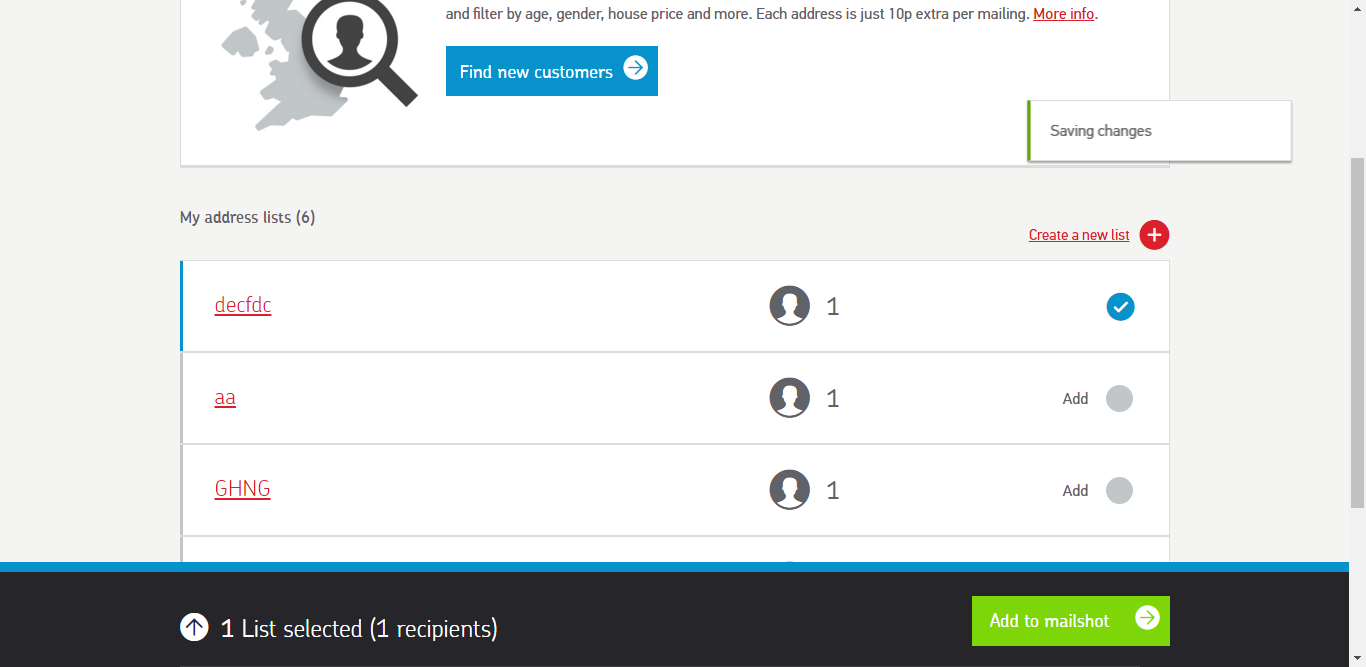 and filter by age, gender, house price and more. Each address is just 10p extra per mailing. More info.
Find new customers
Saving changes
My address lists (6)
Create a new list
decfdc 1
aa 1 Add
GHNG 1 Add
1 List selected (1 recipients)
Add to mailshot